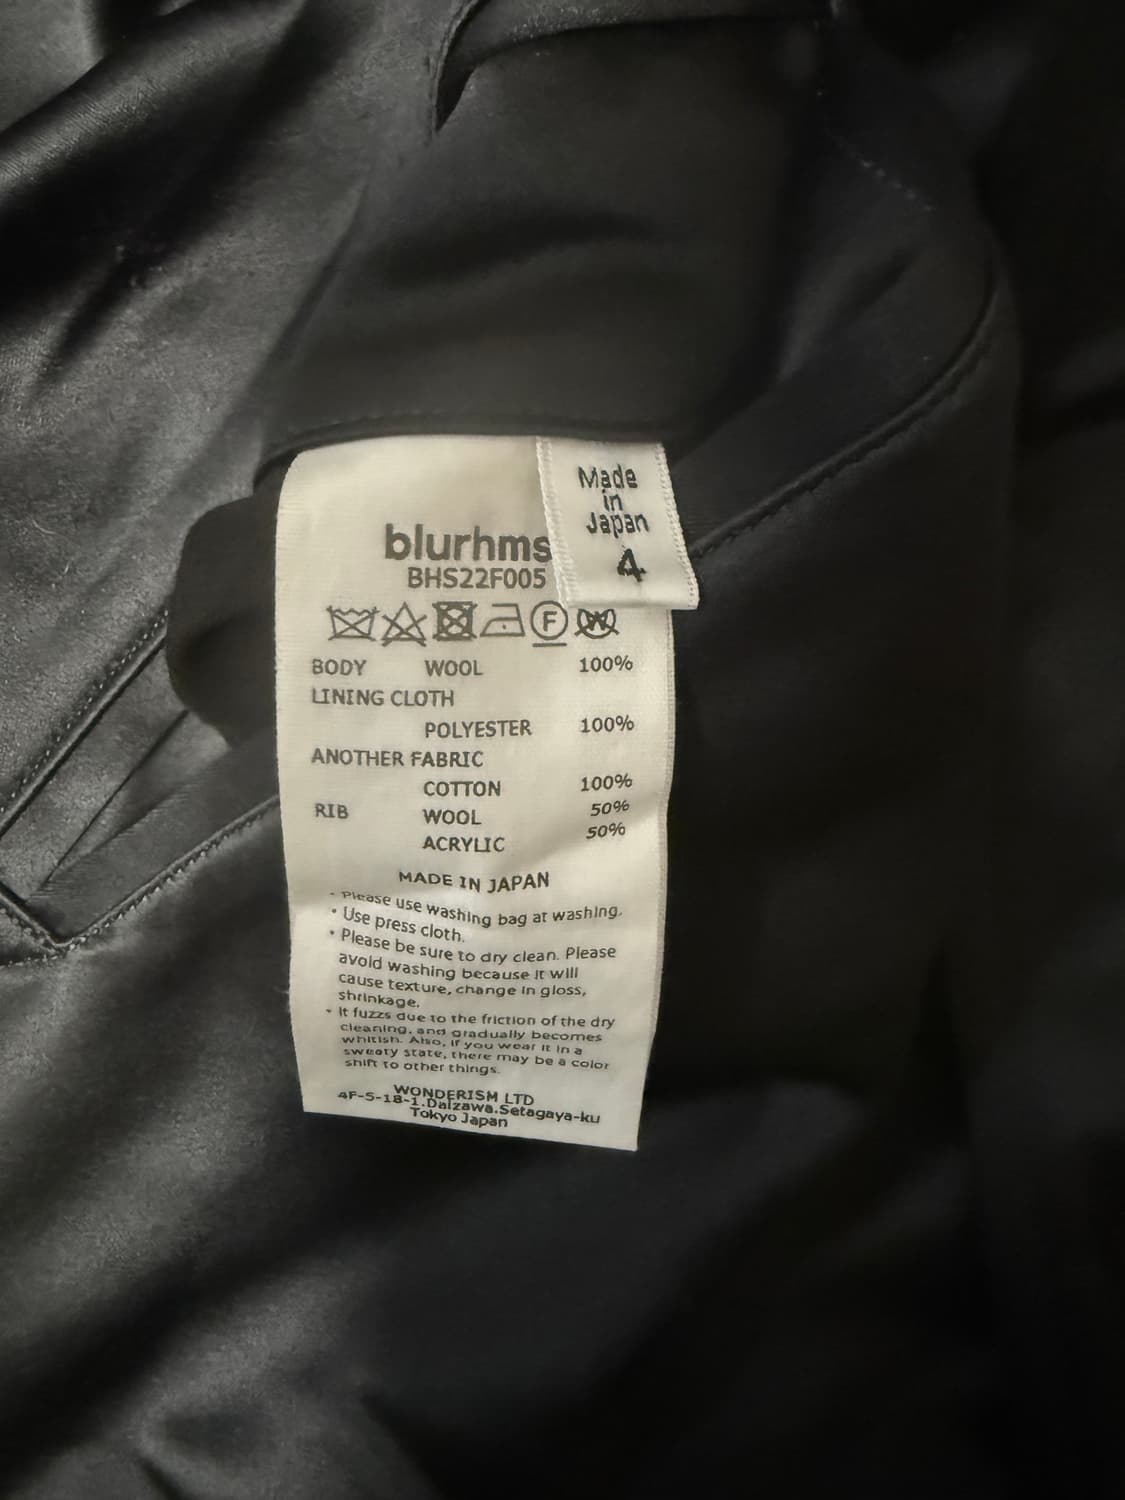 Made
in
Japan
4
blurhms
BHS22F005
F W
BODY WOOL 100%
LINING CLOTH
POLYESTER 100%
ANOTHER FABRIC
COTTON 100%
RIB WOOL 50%
ACRYLIC 50%
MADE IN JAPAN
・Please use washing bag at washing.
・Use press cloth.
・Please be sure to dry clean. Please
avoid washing because it will
cause texture, change in gloss,
shrinkage.
・It fuzzs due to the friction of the dry
cleaning, and gradually becomes
whitish. Also, if you wear it in a
sweaty state, there may be a color
shift to other things.
WONDERISM LTD
4F-5-18-1.Daizawa.Setagaya-ku
Tokyo Japan